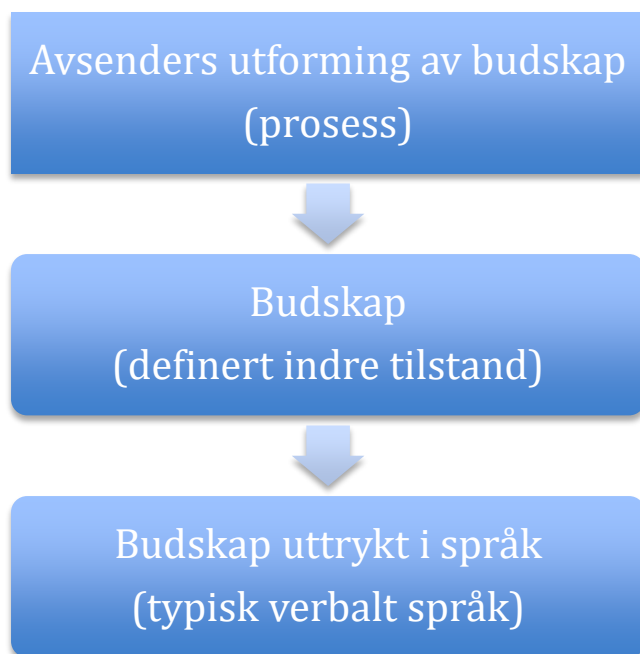 Avsenders utforming av budskap
(prosess)
Budskap
(definert indre tilstand)
Budskap uttrykt i språk
(typisk verbalt språk)